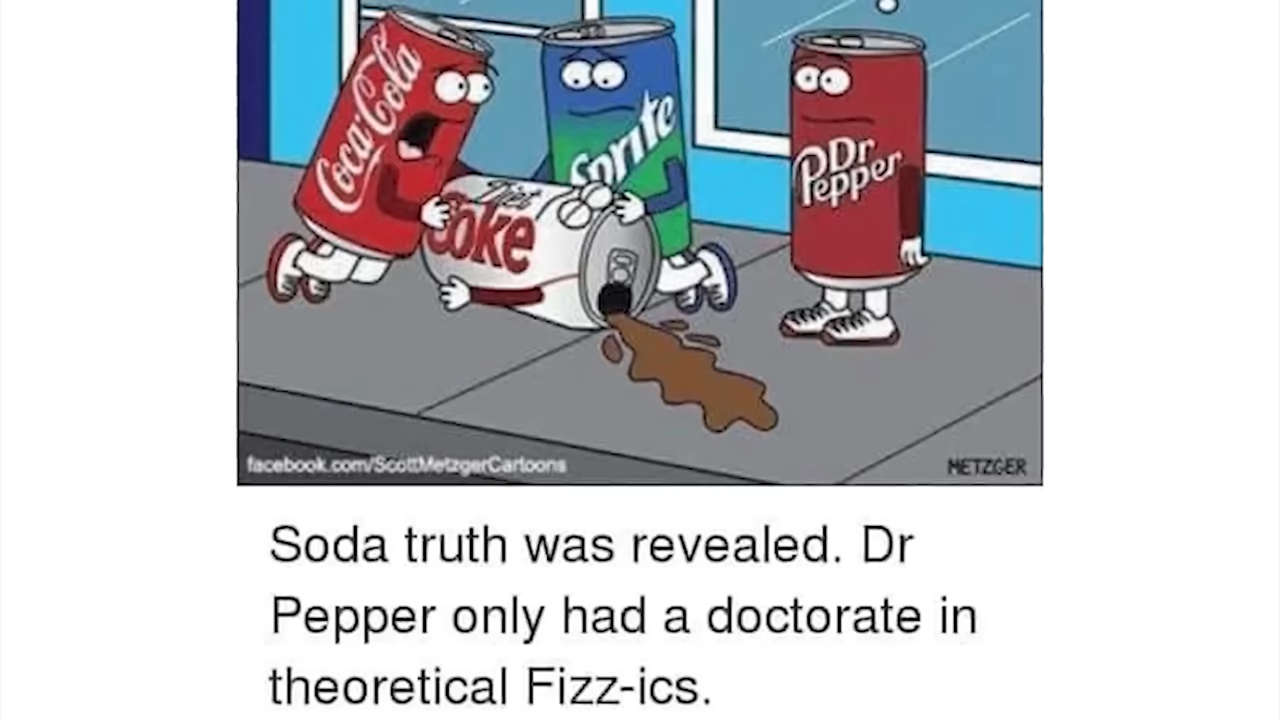 Coca-Cola
Sprite
Dr
Pepper
Diet
Coke
facebook.com/ScottMetzgerCartoons
METZGER
Soda truth was revealed. Dr
Pepper only had a doctorate in
theoretical Fizz-ics.